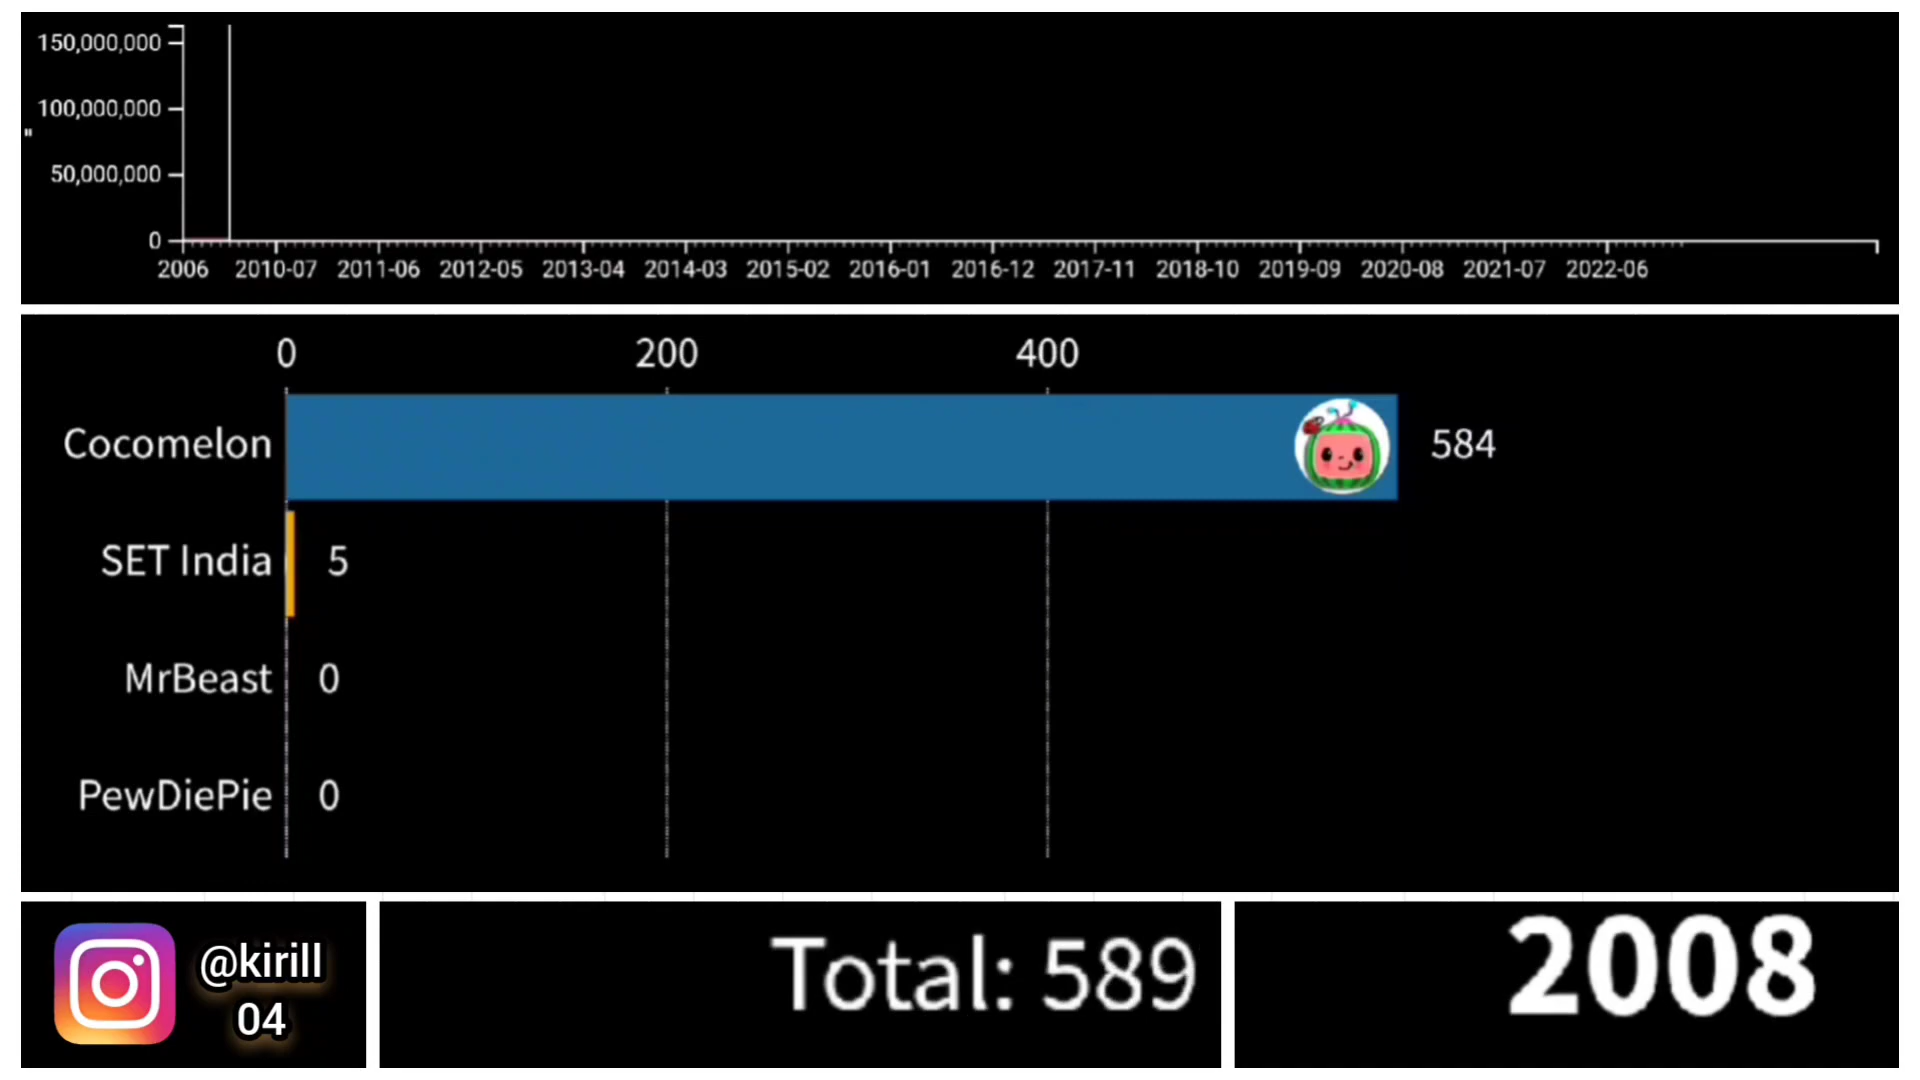 150,000,000
100,000,000
"
50,000,000
0
2006 2010-07 2011-06 2012-05 2013-04 2014-03 2015-02 2016-01 2016-12 2017-11 2018-10 2019-09 2020-08 2021-07 2022-06
0 200 400
Cocomelon 584
SET India 5
MrBeast 0
PewDiePie 0
@kirill
04
Total: 589
2008